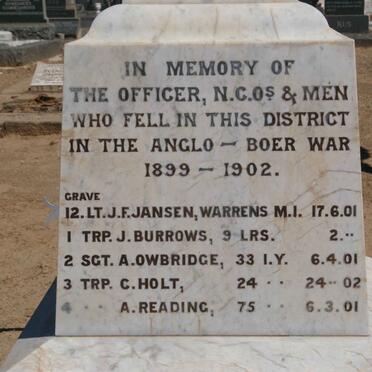 IN MEMORY OF
THE OFFICER, N.C.Os & MEN
WHO FELL IN THIS DISTRICT
IN THE ANGLO - BOER WAR
1899 - 1902.
GRAVE
12. LT. J.F. JANSEN, WARRENS M.I. 17.6.01
1 TRP. J. BURROWS, 9 LRS. 2. ··
2 SGT. A. OWBRIDGE, 33 I.Y. 6.4.01
3 TRP. C. HOLT, 24 ·· 24 ·· 02
4 ·· A. READING, 75 ·· 6.3.01